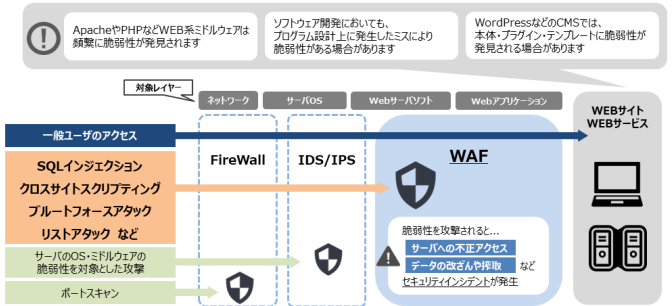 ApacheやPHPなどWEB系ミドルウェアは
頻繁に脆弱性が発見されます
ソフトウェア開発においても、
プログラム設計上に発生したミスにより
脆弱性がある場合があります
WordPressなどのCMSでは、
本体・プラグイン・テンプレートに脆弱性が
発見される場合があります
対象レイヤー
ネットワーク
サーバOS
Webサーバソフト
Webアプリケーション
WEBサイト
WEBサービス
一般ユーザのアクセス
FireWall
IDS/IPS
WAF
SQLインジェクション
クロスサイトスクリプティング
ブルートフォースアタック
リストアタック など
サーバのOS・ミドルウェアの
脆弱性を対象とした攻撃
ポートスキャン
脆弱性を攻撃されると…
サーバへの不正アクセス
データの改ざんや搾取 など
セキュリティインシデントが発生